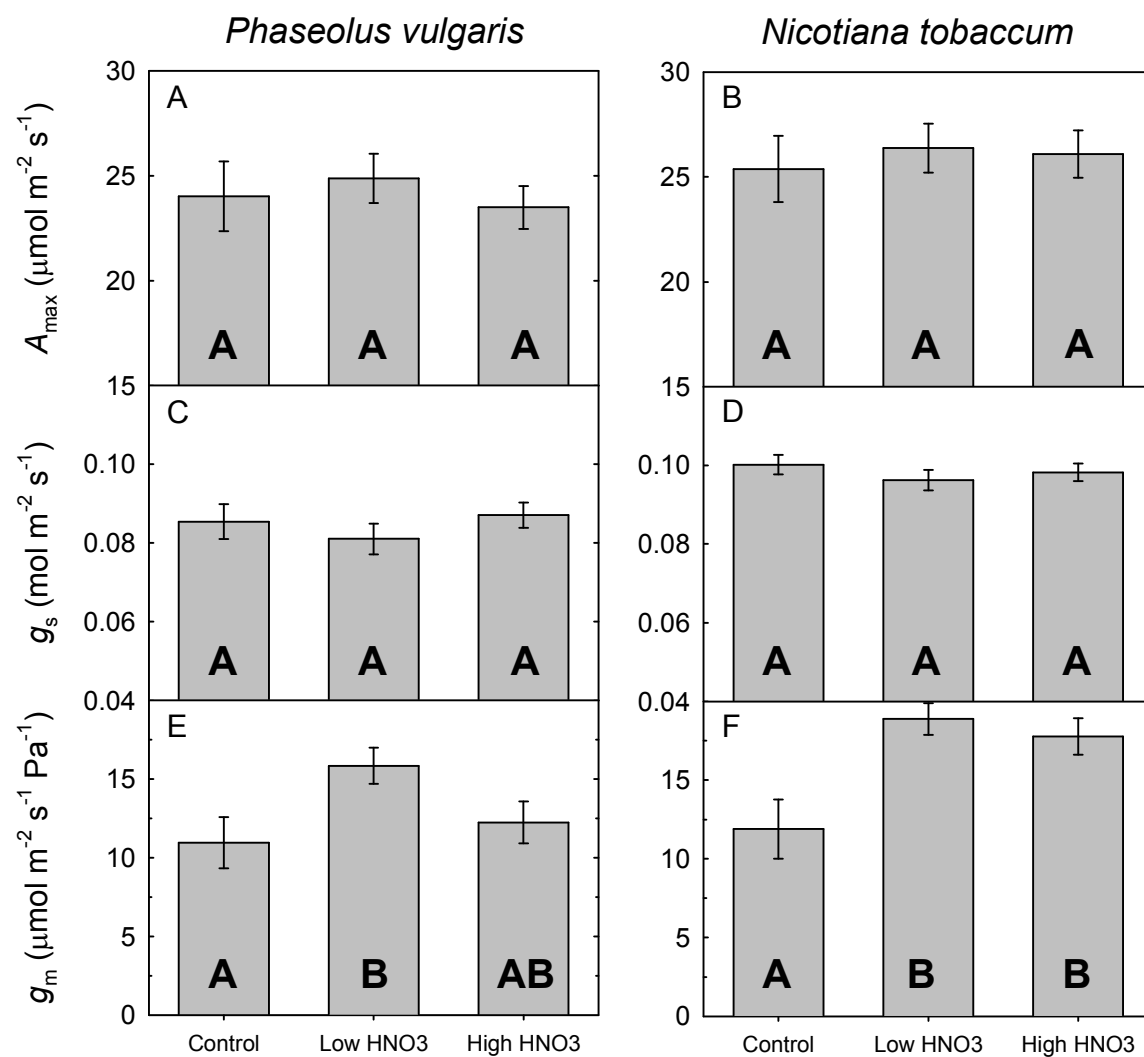 Phaseolus vulgaris
Nicotiana tobaccum
A_max (μmol m⁻² s⁻¹)
30
25
20
15
A
A
A
A
30
25
20
15
B
A
A
A
g_s (mol m⁻² s⁻¹)
0.10
0.08
0.06
0.04
C
A
A
A
0.10
0.08
0.06
0.04
D
A
A
A
g_m (μmol m⁻² s⁻¹ Pa⁻¹)
15
10
5
0
E
A
B
AB
15
10
5
0
F
A
B
B
Control Low HNO3 High HNO3
Control Low HNO3 High HNO3